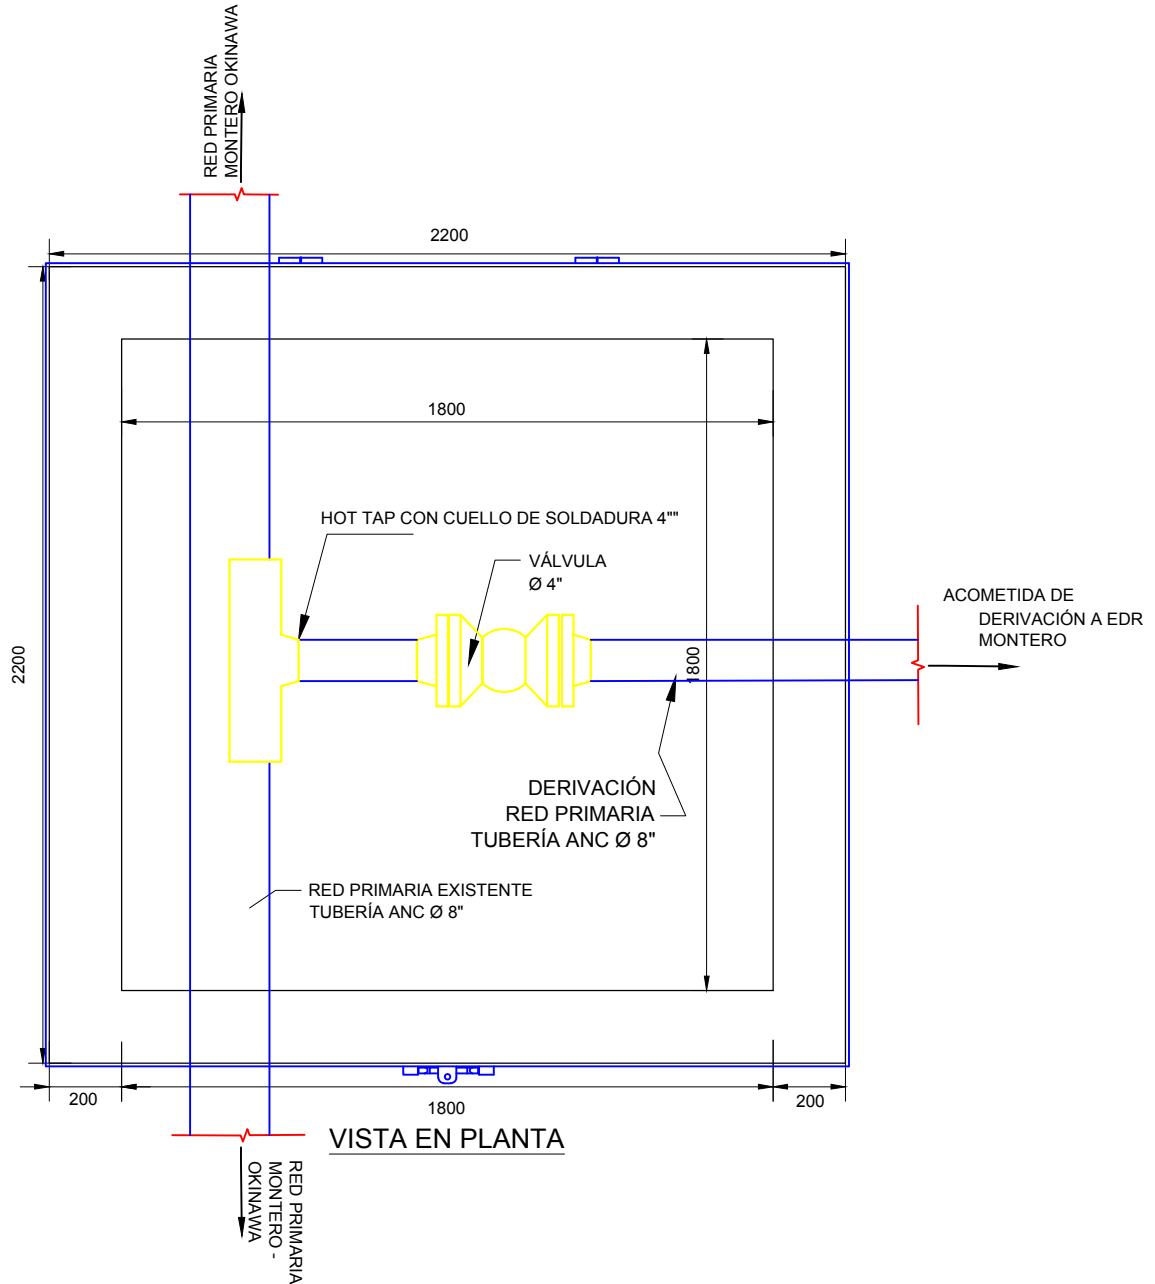 RED PRIMARIA
MONTERO OKINAWA
2200
1800
HOT TAP CON CUELLO DE SOLDADURA 4""
VÁLVULA
Ø 4"
ACOMETIDA DE
DERIVACIÓN A EDR
MONTERO
2200
1800
DERIVACIÓN
RED PRIMARIA
TUBERÍA ANC Ø 8"
RED PRIMARIA EXISTENTE
TUBERÍA ANC Ø 8"
200
1800
200
VISTA EN PLANTA
RED PRIMARIA
MONTERO -
OKINAWA